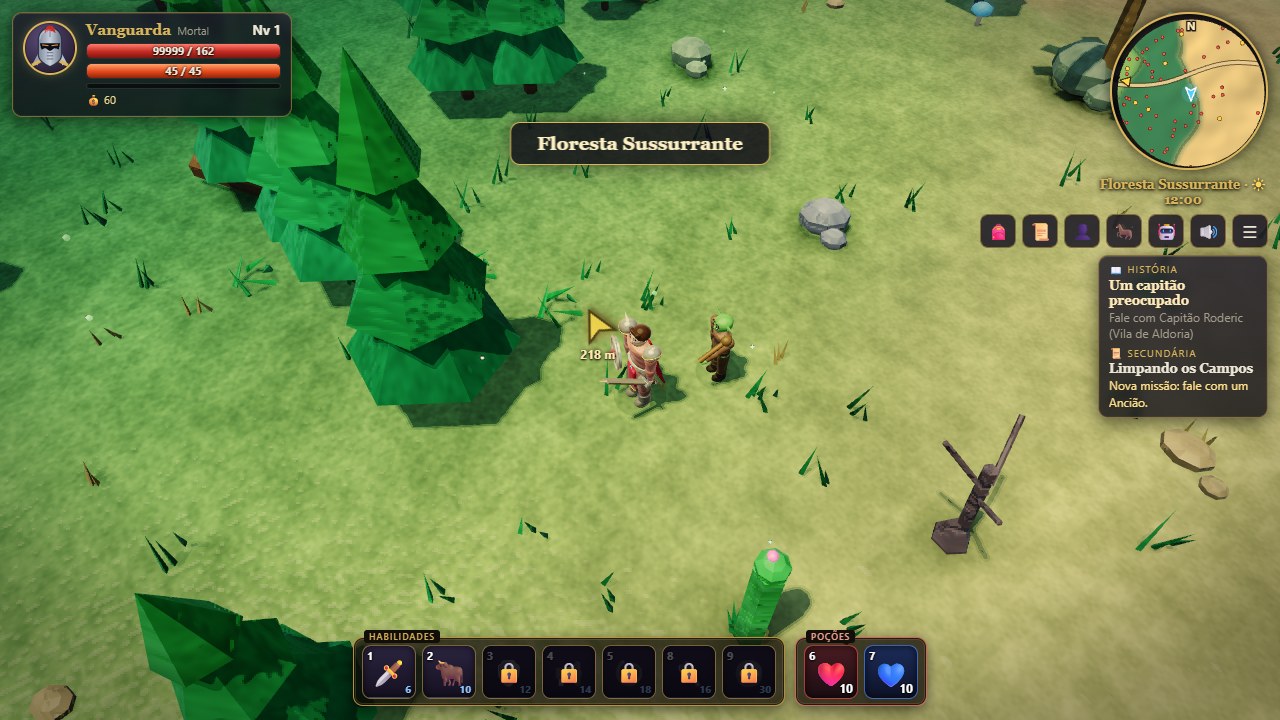 Vanguarda Mortal Nv 1
99999 / 162
45 / 45
60
Floresta Sussurrante
N
Floresta Sussurrante ·
12:00
HISTÓRIA
Um capitão
preocupado
Fale com Capitão Roderic
(Vila de Aldoria)
SECUNDÁRIA
Limpando os Campos
Nova missão: fale com um
Ancião.
218 m
HABILIDADES
1 2 3 4 5 8 9
6 10 12 14 18 16 30
POÇÕES
6 7
10 10